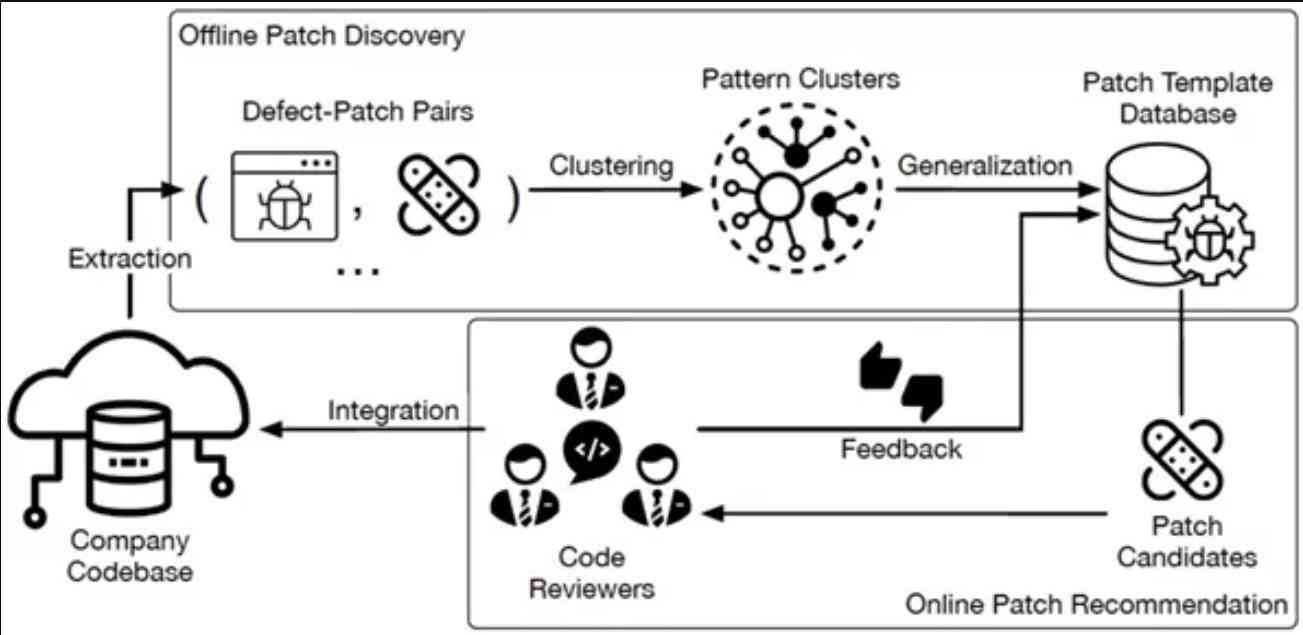 Offline Patch Discovery
Defect-Patch Pairs
Pattern Clusters
Patch Template
Database
( , )
Clustering
Generalization
...
Extraction
</>
Integration
Feedback
Company
Codebase
Code
Reviewers
Patch
Candidates
Online Patch Recommendation